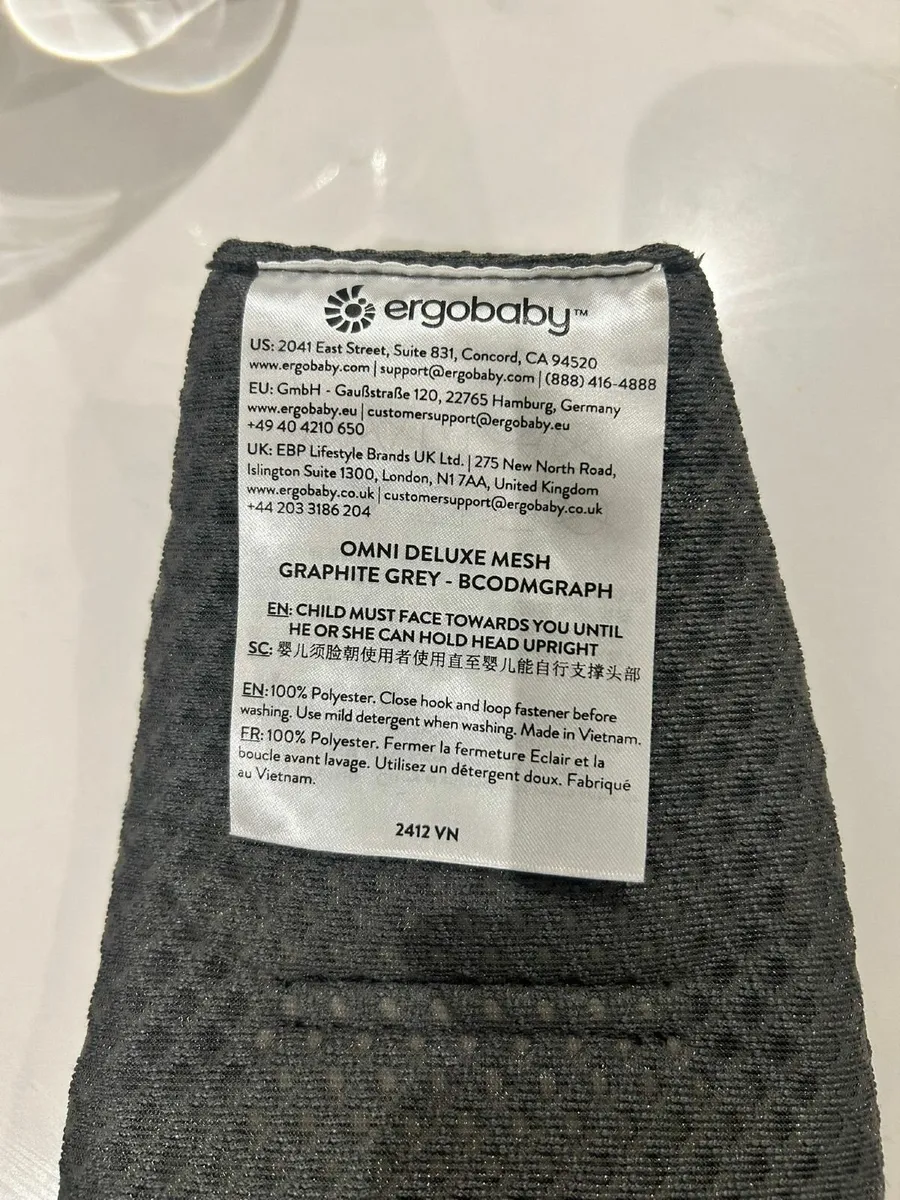 ergobaby™
US: 2041 East Street, Suite 831, Concord, CA 94520
www.ergobaby.com | support@ergobaby.com | (888) 416-4888
EU: GmbH - Gaußstraße 120, 22765 Hamburg, Germany
www.ergobaby.eu | customersupport@ergobaby.eu
+49 40 4210 650
UK: EBP Lifestyle Brands UK Ltd. | 275 New North Road,
Islington Suite 1300, London, N1 7AA, United Kingdom
www.ergobaby.co.uk | customersupport@ergobaby.co.uk
+44 203 3186 204
OMNI DELUXE MESH
GRAPHITE GREY - BCODMGRAPH
EN: CHILD MUST FACE TOWARDS YOU UNTIL
HE OR SHE CAN HOLD HEAD UPRIGHT
SC: 婴儿须脸朝使用者使用直至婴儿能自行支撑头部
EN: 100% Polyester. Close hook and loop fastener before
washing. Use mild detergent when washing. Made in Vietnam.
FR: 100% Polyester. Fermer la fermeture Eclair et la
boucle avant lavage. Utilisez un détergent doux. Fabriqué
au Vietnam.
2412 VN